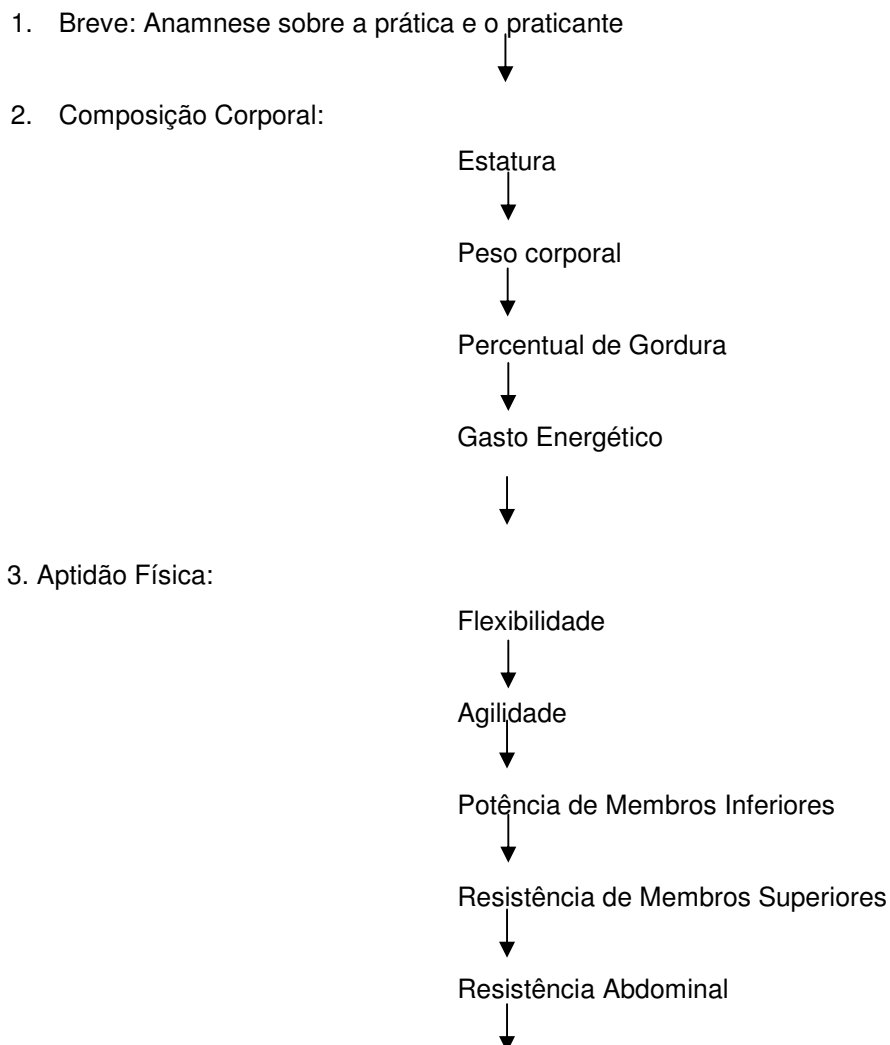 1. Breve: Anamnese sobre a prática e o praticante
2. Composição Corporal:
Estatura
Peso corporal
Percentual de Gordura
Gasto Energético
3. Aptidão Física:
Flexibilidade
Agilidade
Potência de Membros Inferiores
Resistência de Membros Superiores
Resistência Abdominal